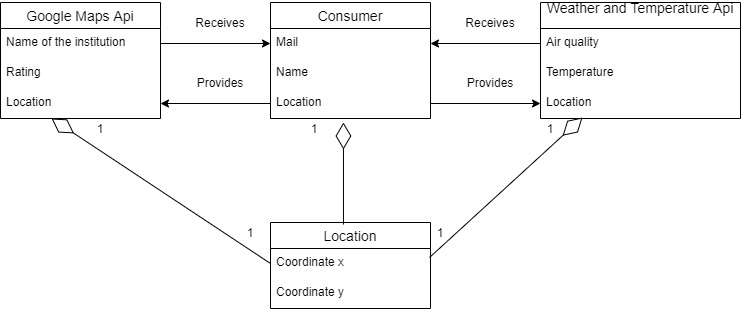 Google Maps Api
Name of the institution
Rating
Location
Receives
Provides
Consumer
Mail
Name
Location
Receives
Provides
Weather and Temperature Api
Air quality
Temperature
Location
1
1
1
1
1
Location
Coordinate x
Coordinate y